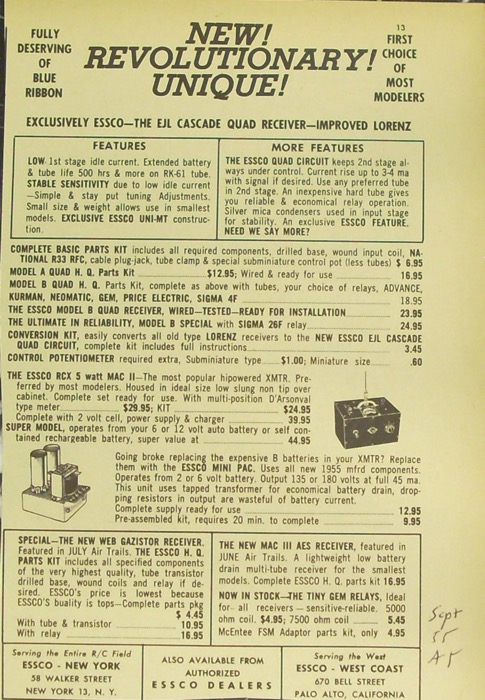 13
FULLY
DESERVING
OF
BLUE
RIBBON
NEW!
REVOLUTIONARY!
UNIQUE!
FIRST
CHOICE
OF
MOST
MODELERS
EXCLUSIVELY ESSCO—THE EJL CASCADE QUAD RECEIVER—IMPROVED LORENZ
FEATURES
LOW 1st stage idle current. Extended battery
& tube life 500 hrs & more on RK-61 tube.
STABLE SENSITIVITY due to low idle current
—Simple & stay put tuning Adjustments.
Small size & weight allows use in smallest
models. EXCLUSIVE ESSCO UNI-MT construc-
tion.
MORE FEATURES
THE ESSCO QUAD CIRCUIT keeps 2nd stage al-
ways under control. Current rise up to 3-4 ma
with signal if desired. Use any preferred tube
in 2nd stage. An inexpensive hard tube gives
you reliable & economical relay operation.
Silver mica condensers used in input stage
for stability. An exclusive ESSCO FEATURE.
NEED WE SAY MORE?
COMPLETE BASIC PARTS KIT includes all required components, drilled base, wound input coil, NA-
TIONAL R33 RFC, cable plug-jack, tube clamp & special subminiature control pot (less tubes) $ 6.95
MODEL A QUAD H. Q. Parts Kit $12.95; Wired & ready for use 16.95
MODEL B QUAD H. Q. Parts Kit, complete as above with tubes, your choice of relays, ADVANCE,
KURMAN, NEOMATIC, GEM, PRICE ELECTRIC, SIGMA 4F 18.95
THE ESSCO MODEL B QUAD RECEIVER, WIRED—TESTED—READY FOR INSTALLATION 23.95
THE ULTIMATE IN RELIABILITY, MODEL B SPECIAL with SIGMA 26F relay 24.95
CONVERSION KIT, easily converts all old type LORENZ receivers to the NEW ESSCO EJL CASCADE
QUAD CIRCUIT, complete kit includes full instructions 3.45
CONTROL POTENTIOMETER required extra, Subminiature type $1.00; Miniature size .60
THE ESSCO RCX 5 watt MAC II—The most popular hipowered XMTR. Pre-
ferred by most modelers. Housed in ideal size low slung non tip over
cabinet. Complete set ready for use. With multi-position D'Arsonval
type meter $29.95; KIT $24.95
Complete with 2 volt cell, power supply & charger 39.95
SUPER MODEL, operates from your 6 or 12 volt auto battery or self con-
tained rechargeable battery, super value at 44.95
Going broke replacing the expensive B batteries in your XMTR? Replace
them with the ESSCO MINI PAC. Uses all new 1955 mfrd components.
Operates from 2 or 6 volt battery. Output 135 or 180 volts at full 45 ma.
This unit uses tapped transformer for economical battery drain, drop-
ping resistors in output are wasteful of battery current.
Complete supply ready for use 12.95
Pre-assembled kit, requires 20 min. to complete 9.95
SPECIAL—THE NEW WEB GAZISTOR RECEIVER.
Featured in JULY Air Trails. THE ESSCO H. Q.
PARTS KIT includes all specified components
of the very highest quality, tube transistor
drilled base, wound coils and relay if de-
sired. ESSCO's price is lowest because
ESSCO'S buality is tops—Complete parts pkg
$ 4.45
With tube & transistor 10.95
With relay 16.95
THE NEW MAC III AES RECEIVER, featured in
JUNE Air Trails. A lightweight low battery
drain multi-tube receiver for the smallest
models. Complete ESSCO H. Q. parts kit 16.95
NOW IN STOCK—THE TINY GEM RELAYS, Ideal
for- all receivers — sensitive-reliable. 5000
ohm coil. $4.95; 7500 ohm coil 5.45
McEntee FSM Adaptor parts kit, only 4.95
Sept
55
AT
Serving the Entire R/C Field
ESSCO - NEW YORK
58 WALKER STREET
NEW YORK 13, N. Y.
ALSO AVAILABLE FROM
AUTHORIZED
ESSCO DEALERS
Serving the West
ESSCO - WEST COAST
670 BELL STREET
PALO ALTO, CALIFORNIA